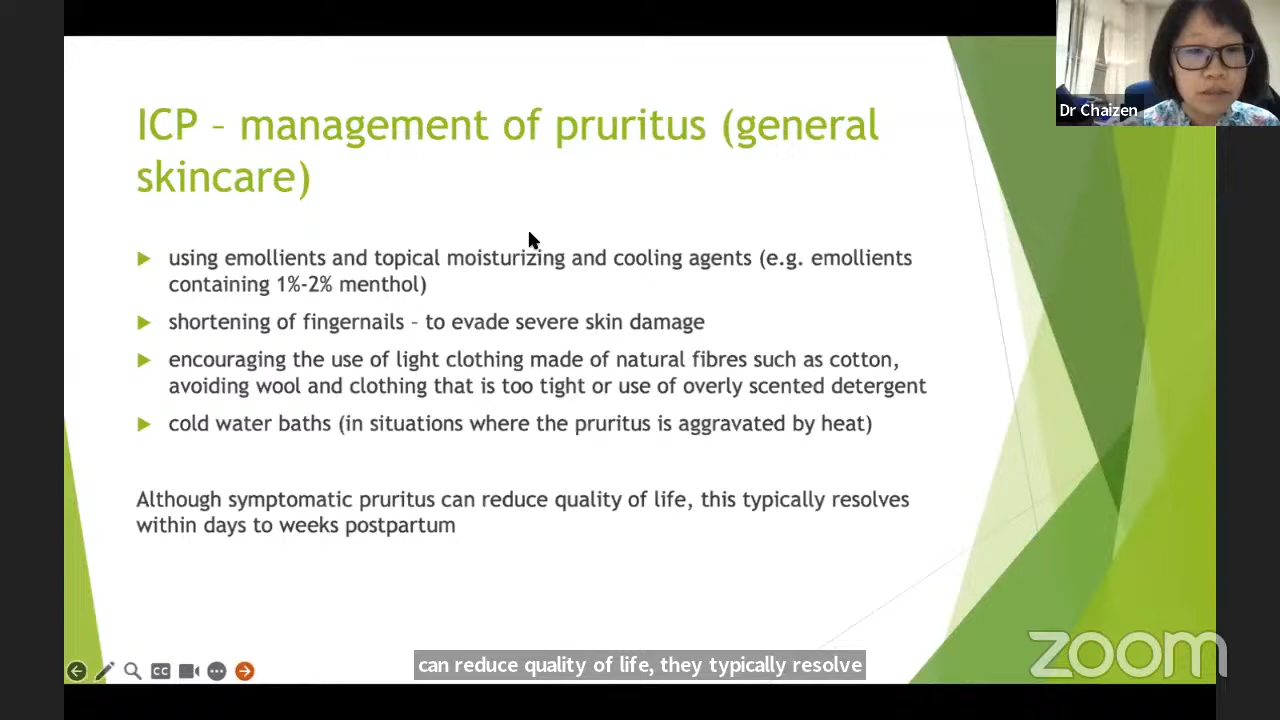 Dr Chaizen
ICP – management of pruritus (general
skincare)
using emollients and topical moisturizing and cooling agents (e.g. emollients
containing 1%-2% menthol)
shortening of fingernails – to evade severe skin damage
encouraging the use of light clothing made of natural fibres such as cotton,
avoiding wool and clothing that is too tight or use of overly scented detergent
cold water baths (in situations where the pruritus is aggravated by heat)
Although symptomatic pruritus can reduce quality of life, this typically resolves
within days to weeks postpartum
CC
can reduce quality of life, they typically resolve
zoom